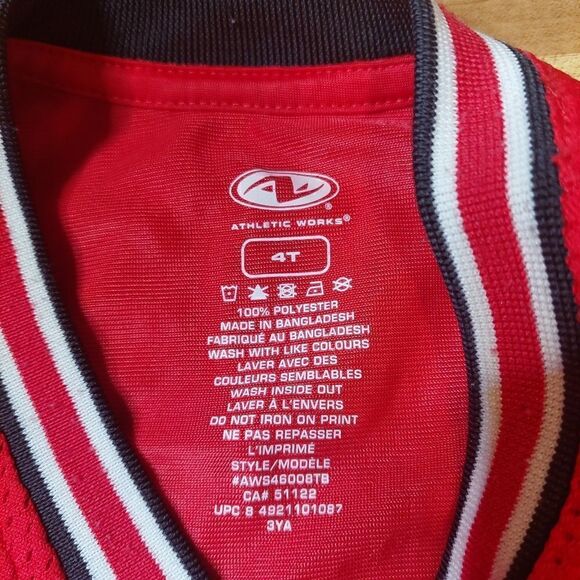 ATHLETIC WORKS®
4T
100% POLYESTER
MADE IN BANGLADESH
FABRIQUÉ AU BANGLADESH
WASH WITH LIKE COLOURS
LAVER AVEC DES
COULEURS SEMBLABLES
WASH INSIDE OUT
LAVER À L'ENVERS
DO NOT IRON ON PRINT
NE PAS REPASSER
L'IMPRIMÉ
STYLE/MODÈLE
#AWS46008TB
CA# 51122
UPC 8 4921101087
3YA